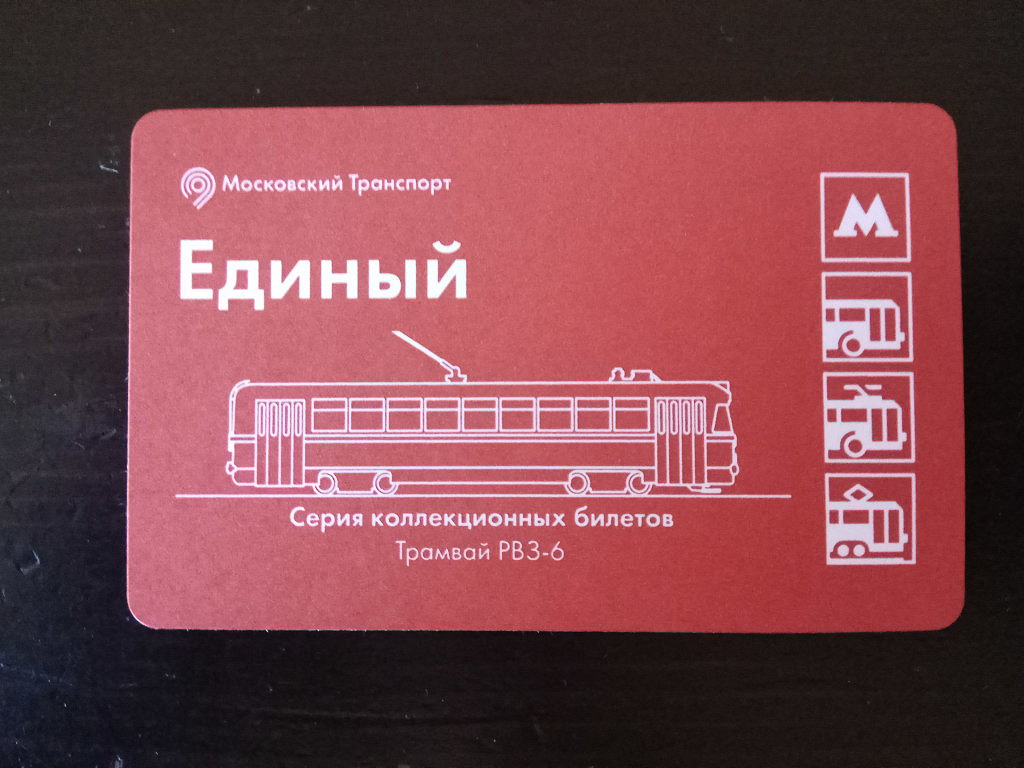 Московский Транспорт
Единый
Серия коллекционных билетов
Трамвай РВЗ-6
М